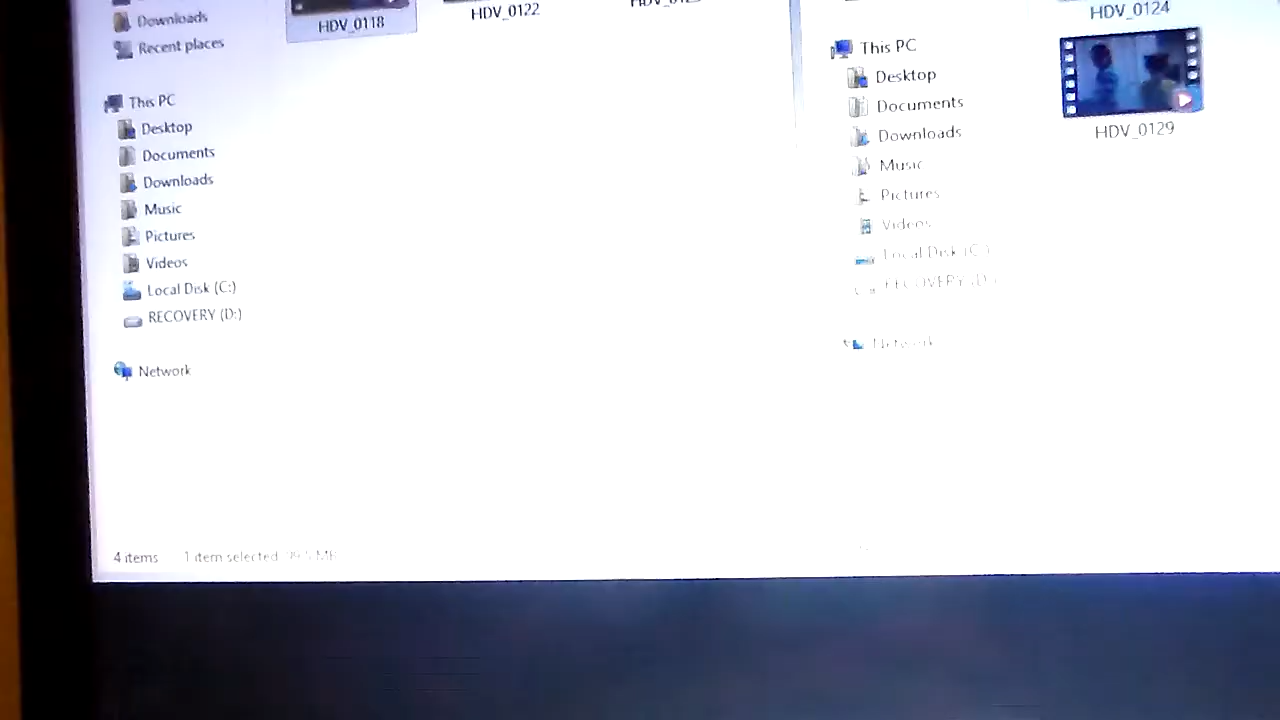 Downloads
Recent places
This PC
Desktop
Documents
Downloads
Music
Pictures
Videos
Local Disk (C:)
RECOVERY (D:)
Network
HDV_0118
HDV_0122
4 items 1 item selected
This PC
Desktop
Documents
Downloads
Music
Pictures
Videos
Local Disk (C:)
RECOVERY (D:)
Network
HDV_0124
HDV_0129